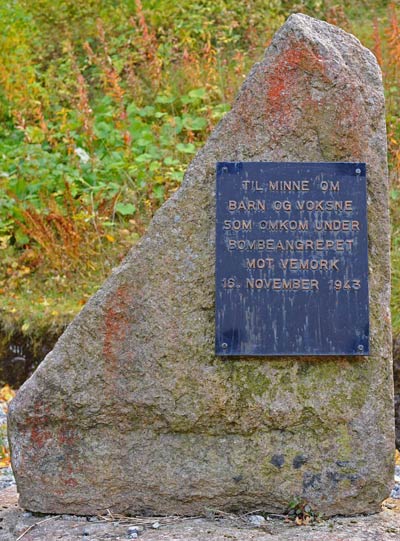 TIL MINNE OM
BARN OG VOKSNE
SOM OMKOM UNDER
BOMBEANGREPET
MOT VEMORK
16. NOVEMBER 1943